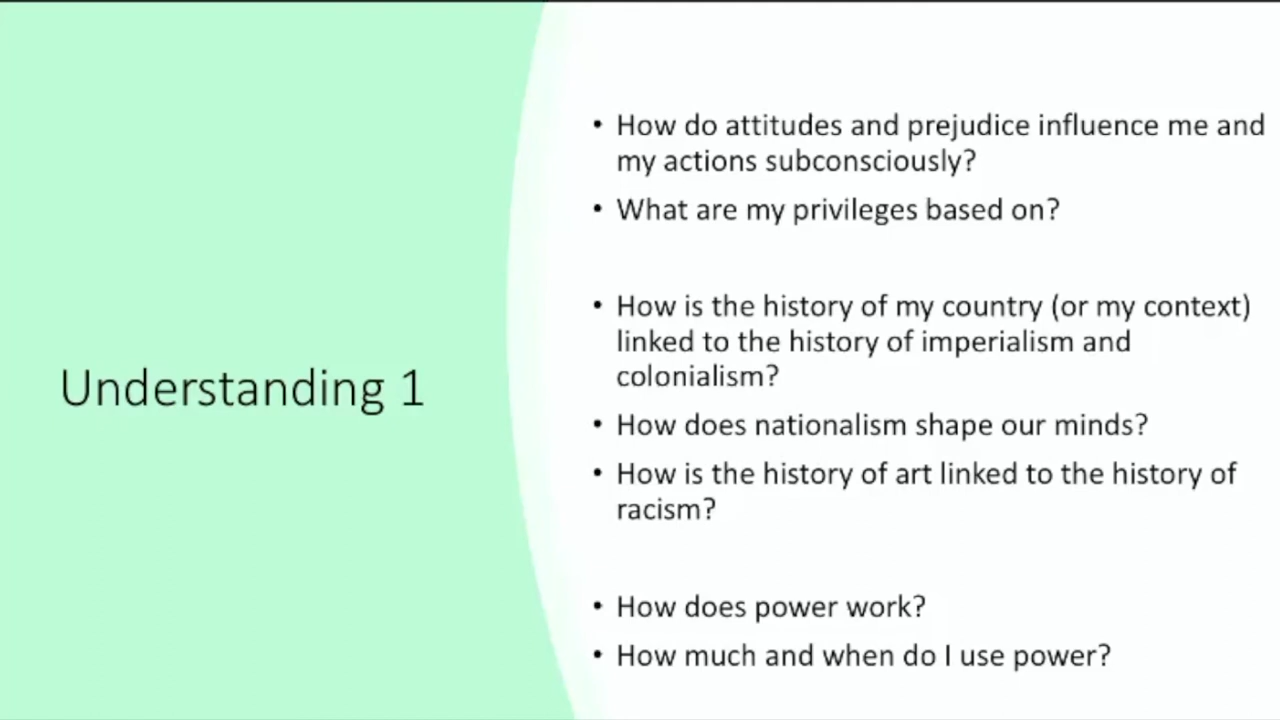 Understanding 1
• How do attitudes and prejudice influence me and
my actions subconsciously?
• What are my privileges based on?
• How is the history of my country (or my context)
linked to the history of imperialism and
colonialism?
• How does nationalism shape our minds?
• How is the history of art linked to the history of
racism?
• How does power work?
• How much and when do I use power?